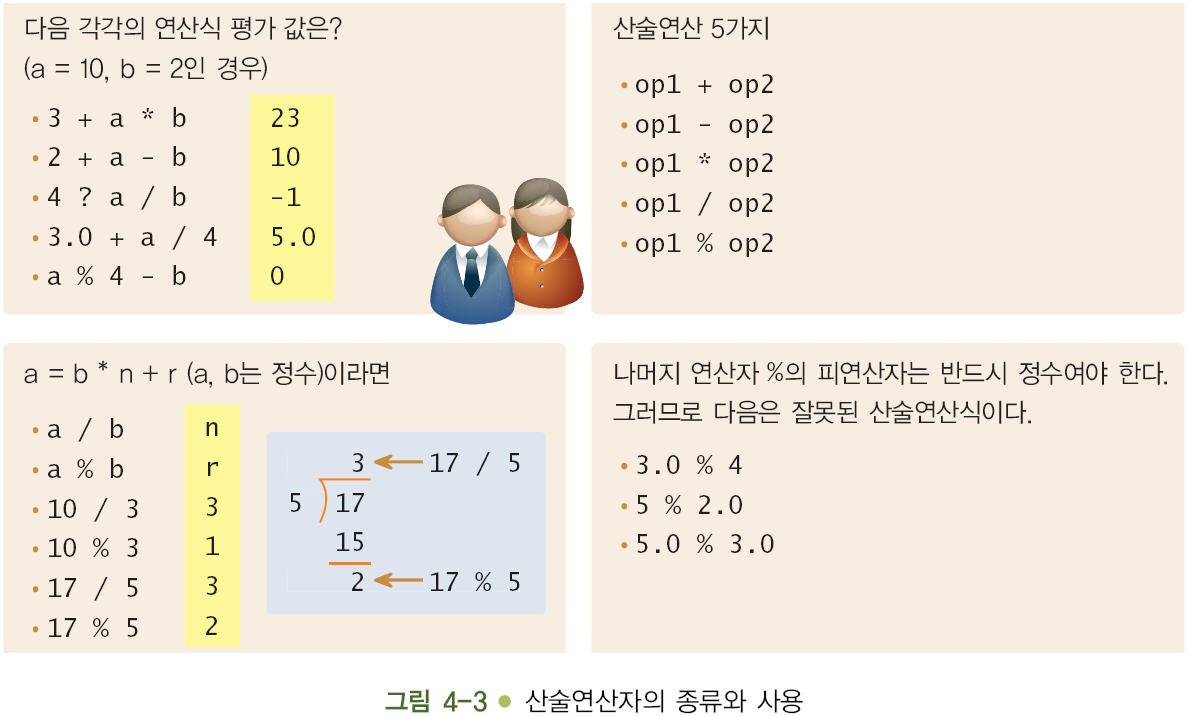 다음 각각의 연산식 평가 값은?
(a = 10, b = 2인 경우)
• 3 + a * b 23
• 2 + a - b 10
• 4 ? a / b -1
• 3.0 + a / 4 5.0
• a % 4 - b 0
산술연산 5가지
• op1 + op2
• op1 - op2
• op1 * op2
• op1 / op2
• op1 % op2
a = b * n + r (a, b는 정수)이라면
• a / b n
• a % b r
• 10 / 3 3
• 10 % 3 1
• 17 / 5 3
• 17 % 5 2
3 17 / 5
5 17
15
2 17 % 5
나머지 연산자 %의 피연산자는 반드시 정수여야 한다.
그러므로 다음은 잘못된 산술연산식이다.
• 3.0 % 4
• 5 % 2.0
• 5.0 % 3.0
그림 4-3 ● 산술연산자의 종류와 사용